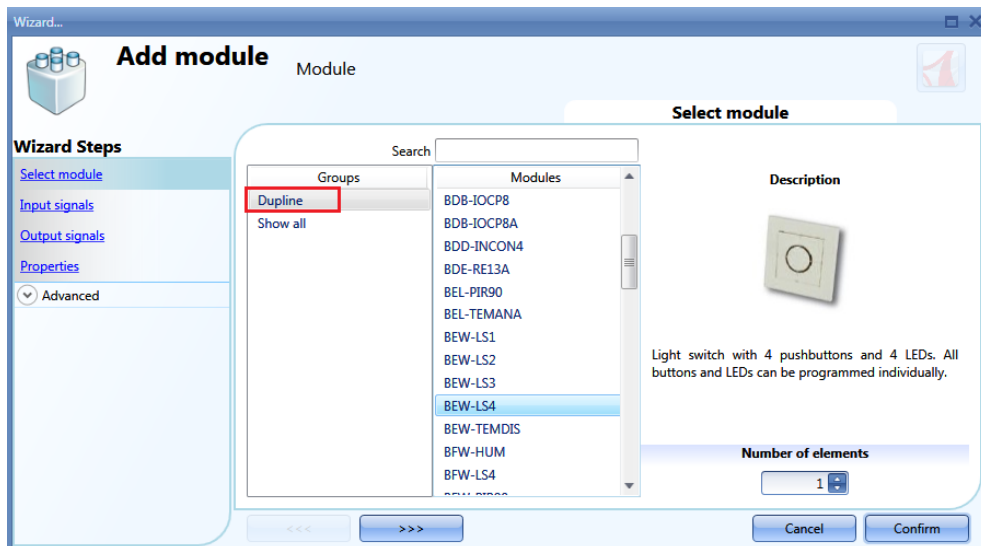 Wizard...
Add module
Module
Select module
Wizard Steps
Select module
Input signals
Output signals
Properties
Advanced
Search
Groups
Dupline
Show all
Modules
BDB-IOCP8
BDB-IOCP8A
BDD-INCON4
BDE-RE13A
BEL-PIR90
BEL-TEMANA
BEW-LS1
BEW-LS2
BEW-LS3
BEW-LS4
BEW-TEMDIS
BFW-HUM
BFW-LS4
Description
Light switch with 4 pushbuttons and 4 LEDs. All
buttons and LEDs can be programmed individually.
Number of elements
1
<<<
>>>
Cancel
Confirm